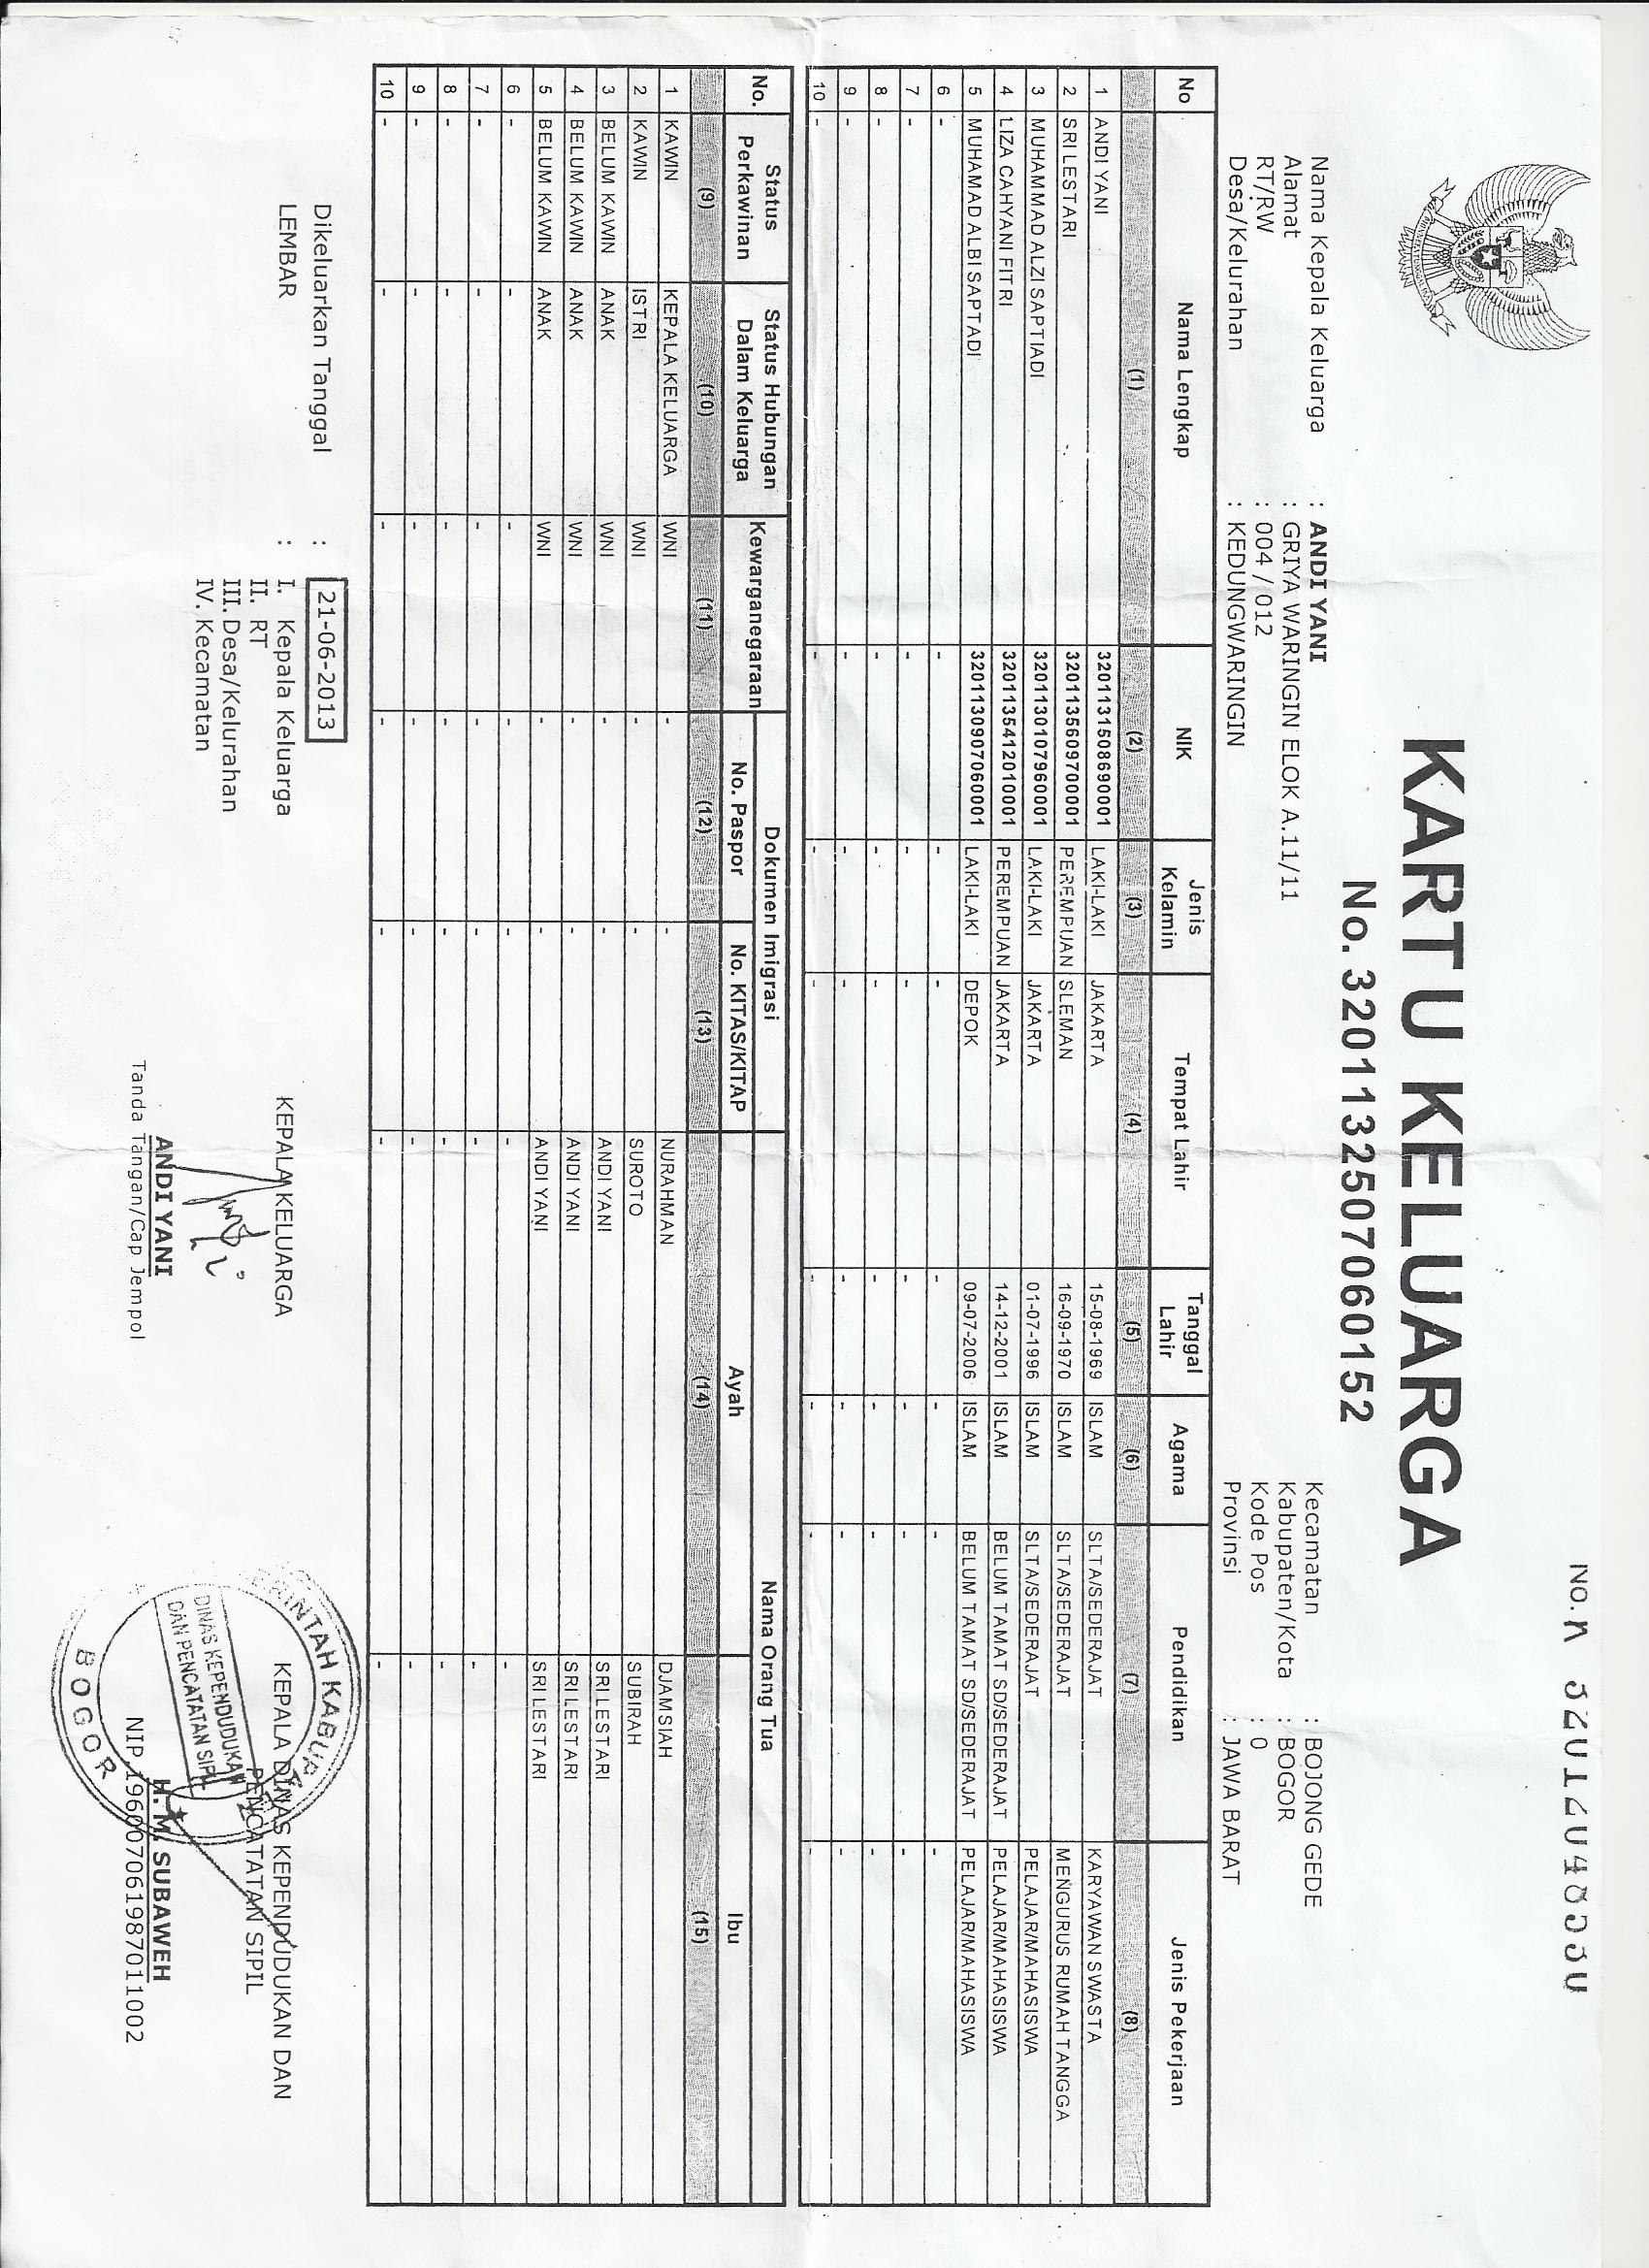 KARTU KELUARGA
No. 3201132507060152
Nama Kepala Keluarga : ANDI YANI
Alamat : GRIYA WARINGIN ELOK A.11/11
RT/RW : 004 / 012
Desa/Kelurahan : KEDUNGWARINGIN
Kecamatan : BOJONG GEDE
Kabupaten/Kota : BOGOR
Kode Pos : 0
Provinsi : JAWA BARAT
No Nama Lengkap NIK Jenis Kelamin Tempat Lahir Tanggal Lahir Agama Pendidikan Jenis Pekerjaan
(1) (2) (3) (4) (5) (6) (7) (8)
1 ANDI YANI 3201131508690001 LAKI-LAKI JAKARTA 15-08-1969 ISLAM SLTA/SEDERAJAT KARYAWAN SWASTA
2 SRI LESTARI 3201135609700001 PEREMPUAN SLEMAN 16-09-1970 ISLAM SLTA/SEDERAJAT MENGURUS RUMAH TANGGA
3 MUHAMMAD ALZI SAPTIADI 3201130107960001 LAKI-LAKI JAKARTA 01-07-1996 ISLAM SLTA/SEDERAJAT PELAJAR/MAHASISWA
4 LIZA CAHYANI FITRI 3201135412010001 PEREMPUAN JAKARTA 14-12-2001 ISLAM BELUM TAMAT SD/SEDERAJAT PELAJAR/MAHASISWA
5 MUHAMAD ALBI SAPTADI 3201130907060001 LAKI-LAKI DEPOK 09-07-2006 ISLAM BELUM TAMAT SD/SEDERAJAT PELAJAR/MAHASISWA
6 - - - - - - - -
7 - - - - - - - -
8 - - - - - - - -
9 - - - - - - - -
10 - - - - - - - -
No. Status Perkawinan Status Hubungan Dalam Keluarga Kewarganegaraan Dokumen Imigrasi Nama Orang Tua
No. Paspor No. KITAS/KITAP Ayah Ibu
(9) (10) (11) (12) (13) (14) (15)
1 KAWIN KEPALA KELUARGA WNI - - NURAHMAN DJAMSIAH
2 KAWIN ISTRI WNI - - SUROTO SUBIRAH
3 BELUM KAWIN ANAK WNI - - ANDI YANI SRI LESTARI
4 BELUM KAWIN ANAK WNI - - ANDI YANI SRI LESTARI
5 BELUM KAWIN ANAK WNI - - ANDI YANI SRI LESTARI
6 - - - - - - -
7 - - - - - - -
8 - - - - - - -
9 - - - - - - -
10 - - - - - - -
Dikeluarkan Tanggal : 21-06-2013
LEMBAR : I. Kepala Keluarga
II. RT
III. Desa/Kelurahan
IV. Kecamatan
KEPALA KELUARGA
ANDI YANI
Tanda Tangan/Cap Jempol
KEPALA DINAS KEPENDUDUKAN DAN
PENCATATAN SIPIL
DINAS KEPENDUDUKAN
DAN PENCATATAN SIPIL
BOGOR
H. M. SUBAWEH
NIP.196007061987011002